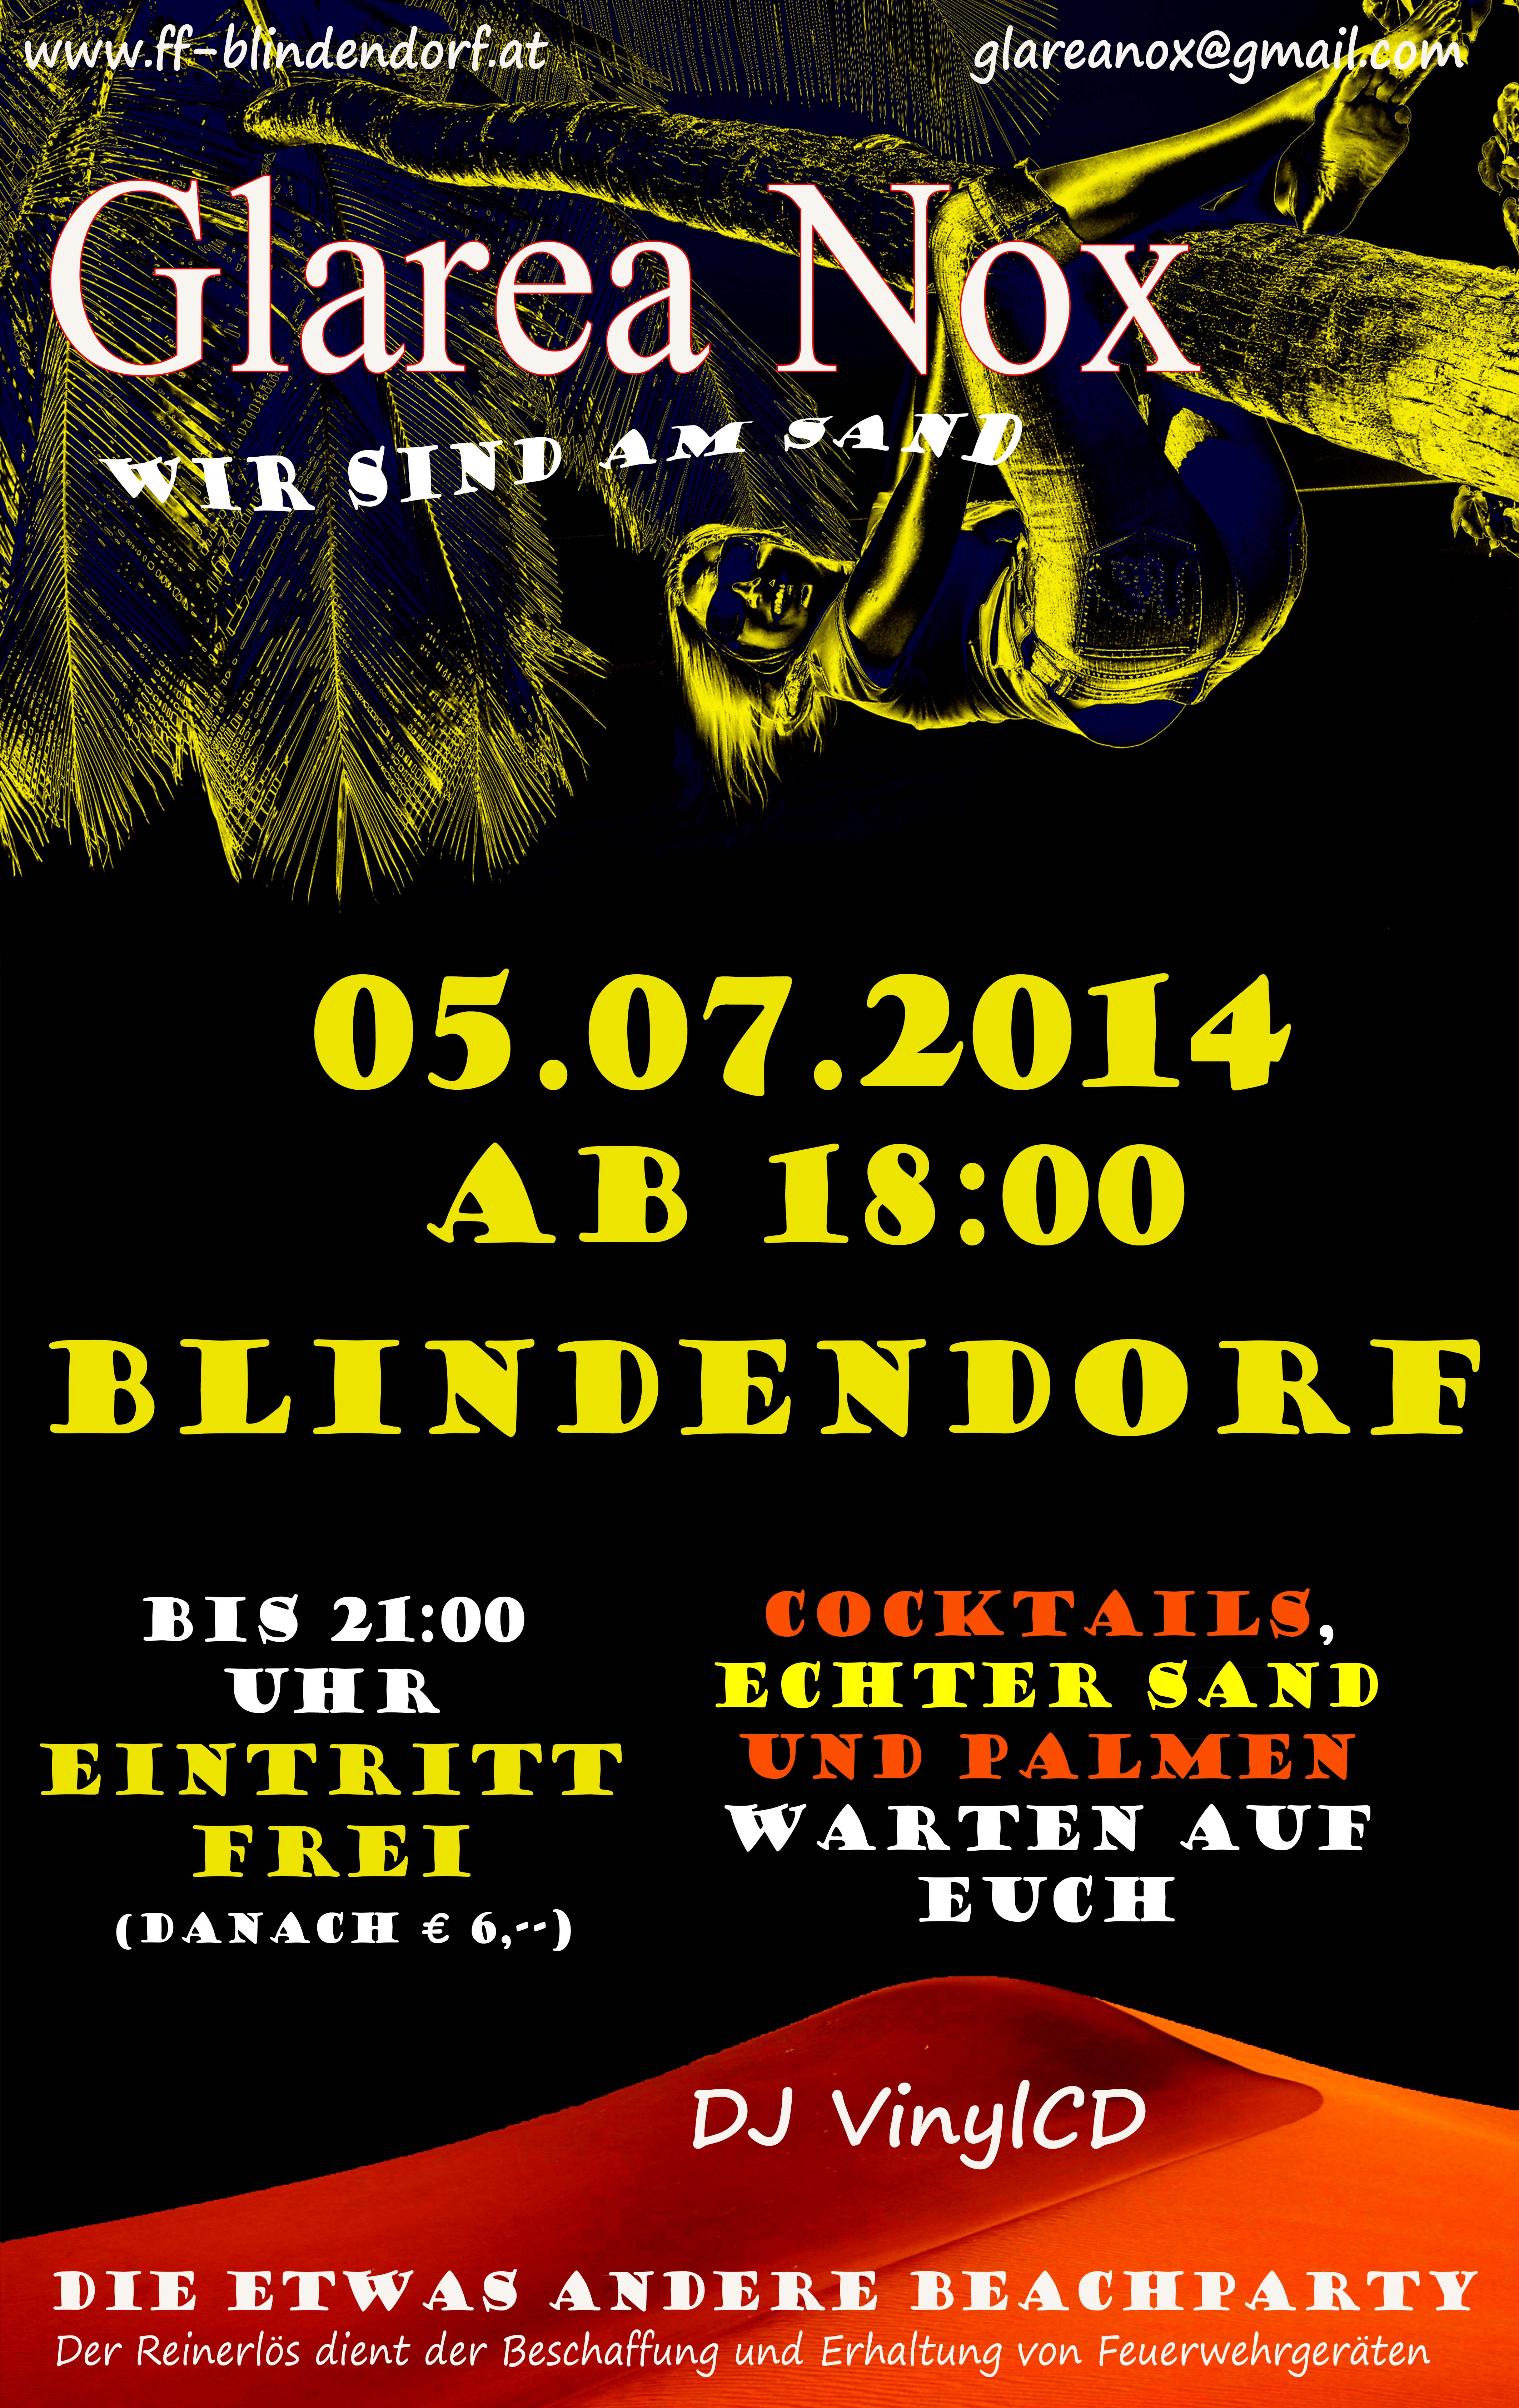 www.ff-blindendorf.at
glareanox@gmail.com
Glarea Nox
WIR SIND AM SAND
05.07.2014
AB 18:00
BLINDENDORF
BIS 21:00
UHR
EINTRITT
FREI
(DANACH € 6,--)
COCKTAILS,
ECHTER SAND
UND PALMEN
WARTEN AUF
EUCH
DJ VinylCD
DIE ETWAS ANDERE BEACHPARTY
Der Reinerlös dient der Beschaffung und Erhaltung von Feuerwehrgeräten